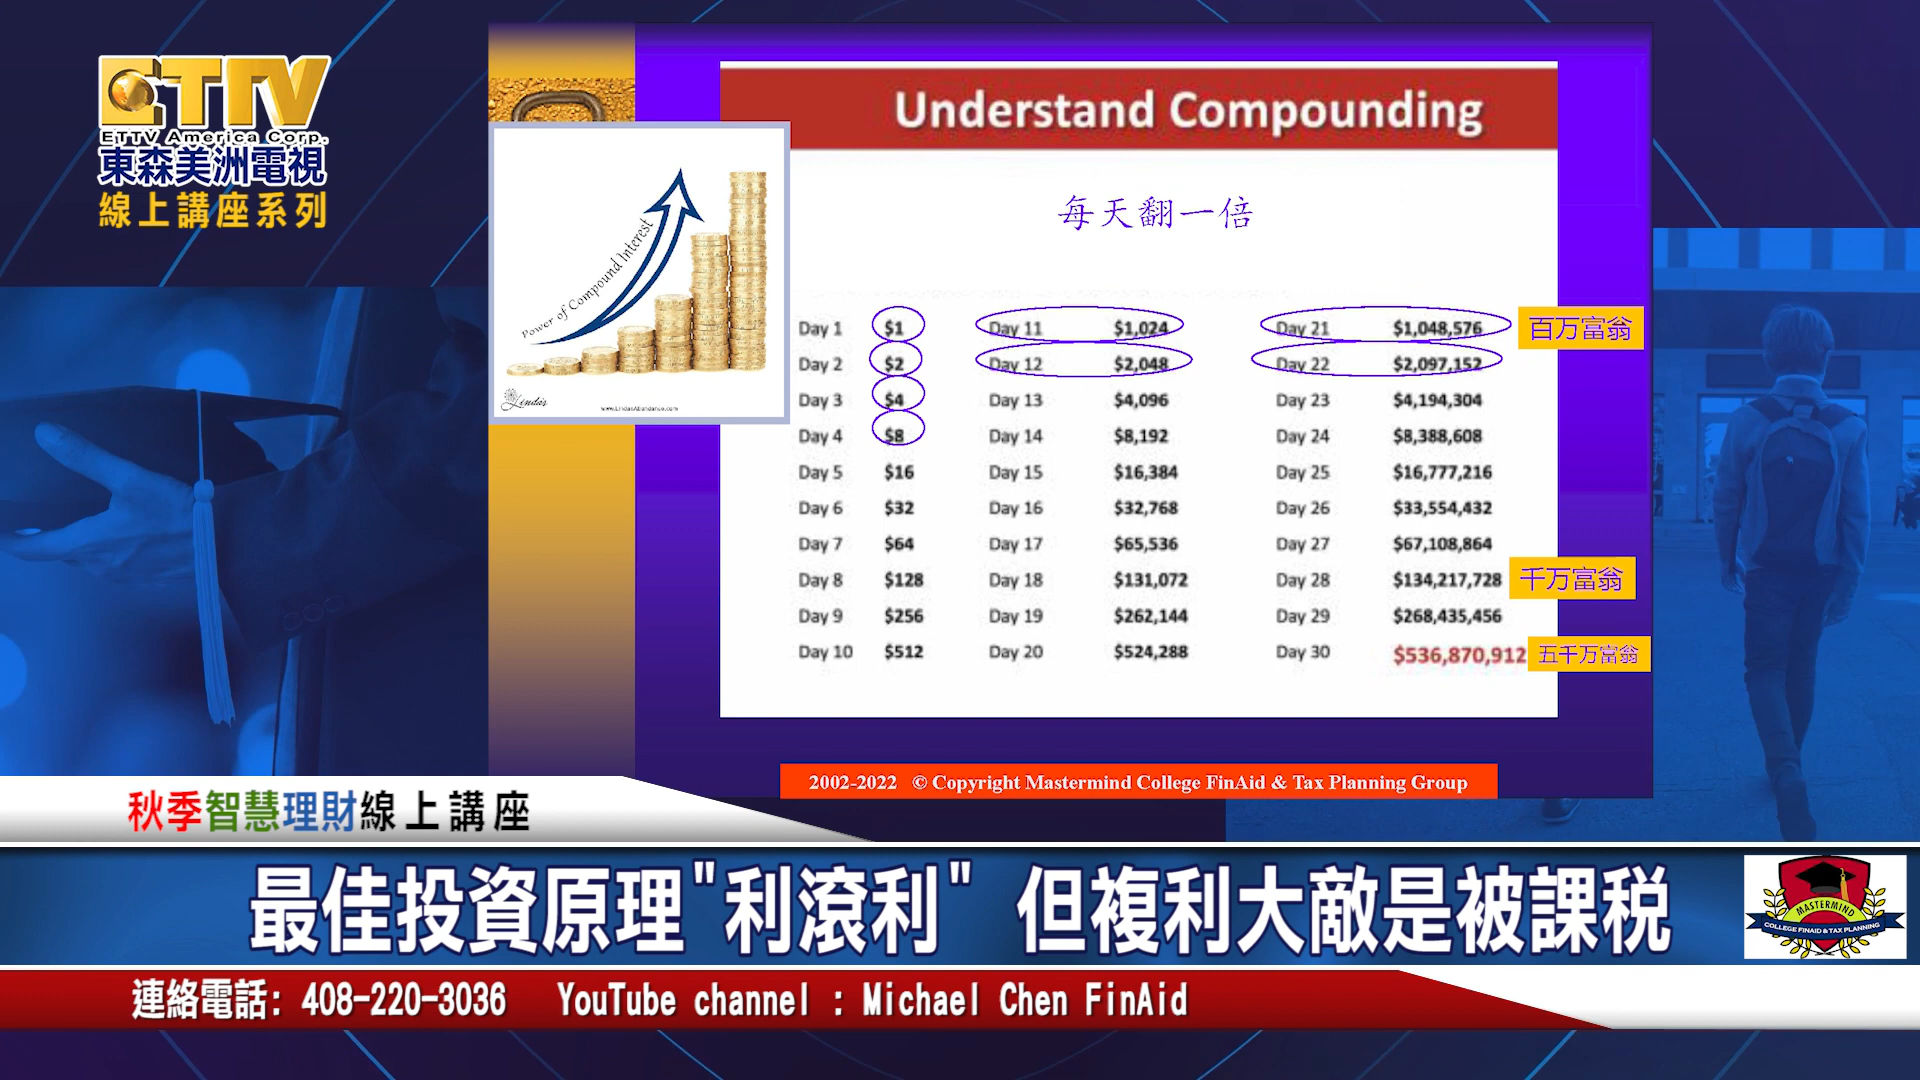 ETTV
ETTV America Corp.
東森美洲電視
線上講座系列
Understand Compounding
每天翻一倍
Power of Compound Interest
Linda's
www.LindasAbundance.com
Day 1 $1 Day 11 $1,024 Day 21 $1,048,576 百万富翁
Day 2 $2 Day 12 $2,048 Day 22 $2,097,152
Day 3 $4 Day 13 $4,096 Day 23 $4,194,304
Day 4 $8 Day 14 $8,192 Day 24 $8,388,608
Day 5 $16 Day 15 $16,384 Day 25 $16,777,216
Day 6 $32 Day 16 $32,768 Day 26 $33,554,432
Day 7 $64 Day 17 $65,536 Day 27 $67,108,864
Day 8 $128 Day 18 $131,072 Day 28 $134,217,728 千万富翁
Day 9 $256 Day 19 $262,144 Day 29 $268,435,456
Day 10 $512 Day 20 $524,288 Day 30 $536,870,912 五千万富翁
2002-2022 © Copyright Mastermind College FinAid & Tax Planning Group
秋季智慧理財線上講座
最佳投資原理"利滾利" 但複利大敵是被課税
MASTERMIND
COLLEGE FINAID & TAX PLANNING
連絡電話: 408-220-3036 YouTube channel : Michael Chen FinAid